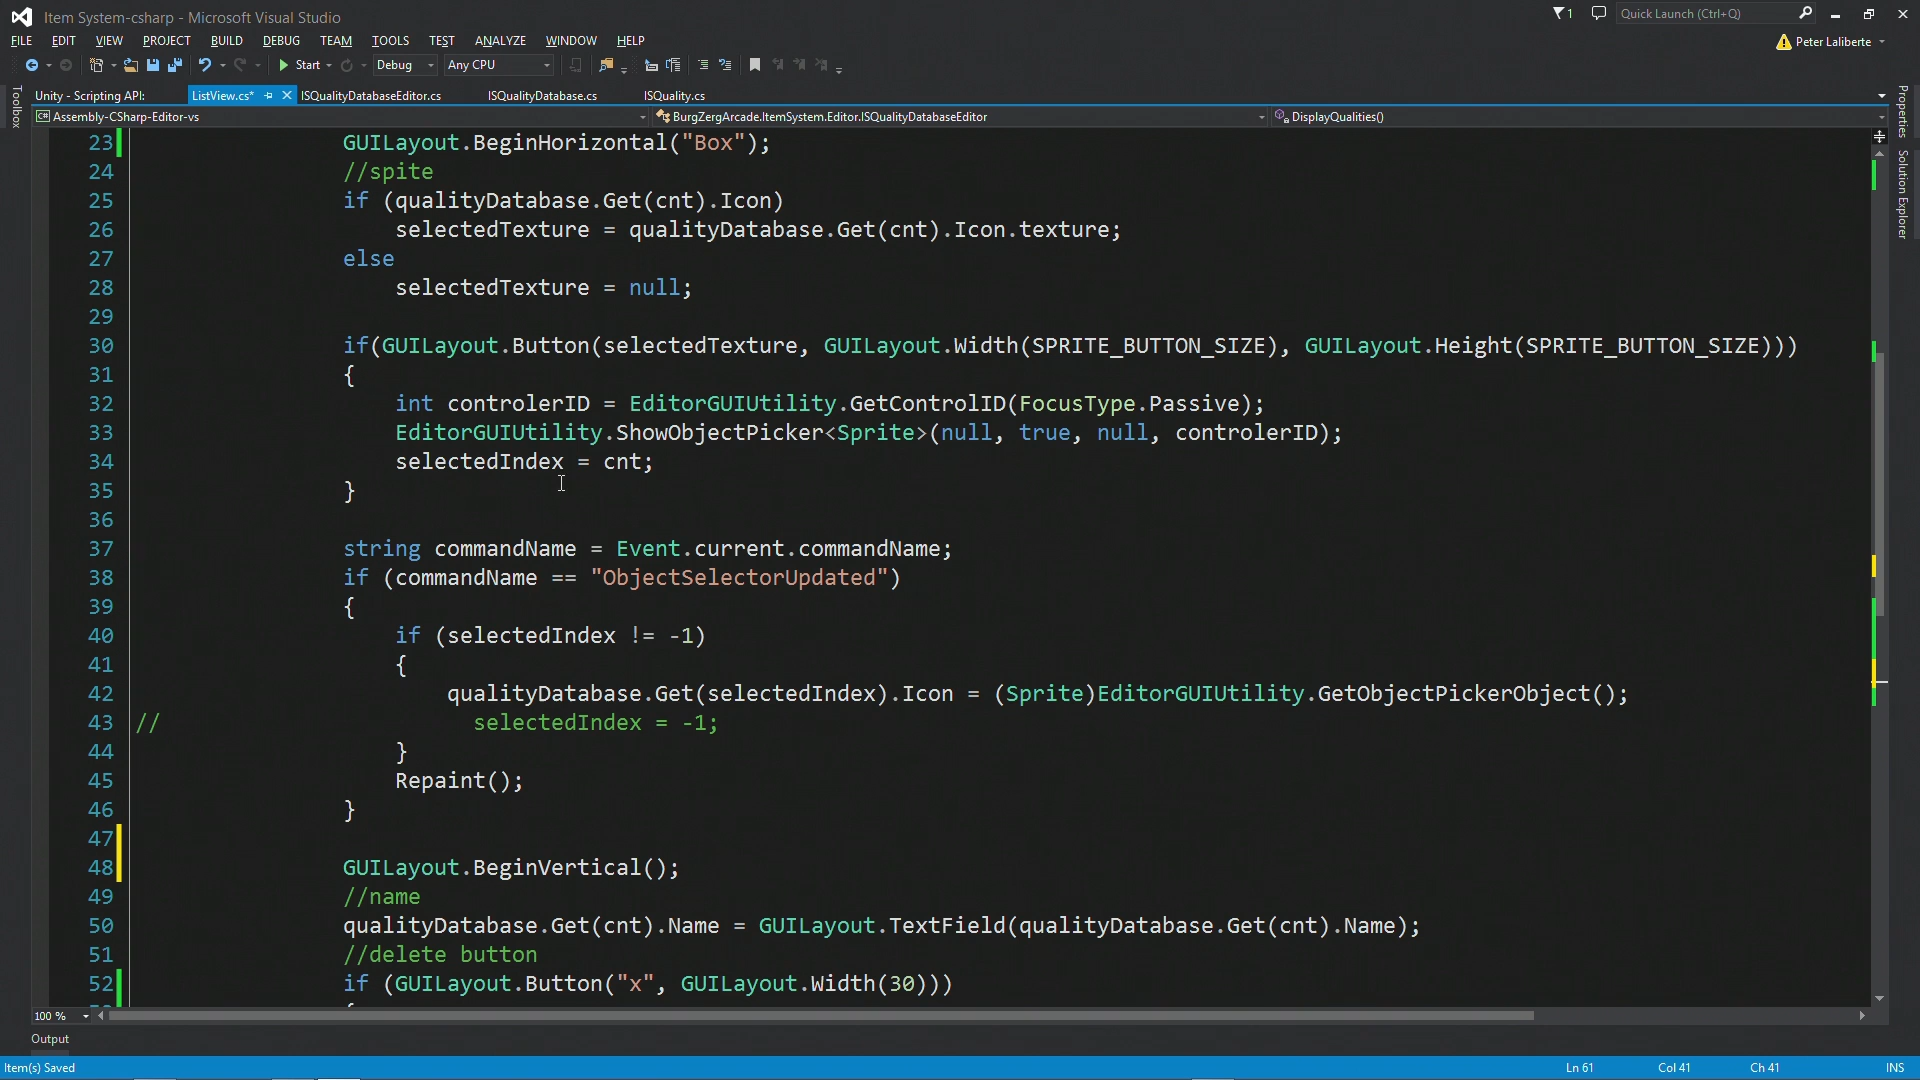 Item System-csharp - Microsoft Visual Studio
1
Quick Launch (Ctrl+Q)
FILE EDIT VIEW PROJECT BUILD DEBUG TEAM TOOLS TEST ANALYZE WINDOW HELP
Peter Laliberte
Start Debug Any CPU
Toolbox
Unity - Scripting API: ListView.cs* ISQualityDatabaseEditor.cs ISQualityDatabase.cs ISQuality.cs
Assembly-CSharp-Editor-vs BurgZergArcade.ItemSystem.Editor.ISQualityDatabaseEditor DisplayQualities()
Properties
Solution Explorer
23 GUILayout.BeginHorizontal("Box");
24 //spite
25 if (qualityDatabase.Get(cnt).Icon)
26 selectedTexture = qualityDatabase.Get(cnt).Icon.texture;
27 else
28 selectedTexture = null;
29
30 if(GUILayout.Button(selectedTexture, GUILayout.Width(SPRITE_BUTTON_SIZE), GUILayout.Height(SPRITE_BUTTON_SIZE)))
31 {
32 int controlerID = EditorGUIUtility.GetControlID(FocusType.Passive);
33 EditorGUIUtility.ShowObjectPicker<Sprite>(null, true, null, controlerID);
34 selectedIndex = cnt;
35 }
36
37 string commandName = Event.current.commandName;
38 if (commandName == "ObjectSelectorUpdated")
39 {
40 if (selectedIndex != -1)
41 {
42 qualityDatabase.Get(selectedIndex).Icon = (Sprite)EditorGUIUtility.GetObjectPickerObject();
43 // selectedIndex = -1;
44 }
45 Repaint();
46 }
47
48 GUILayout.BeginVertical();
49 //name
50 qualityDatabase.Get(cnt).Name = GUILayout.TextField(qualityDatabase.Get(cnt).Name);
51 //delete button
52 if (GUILayout.Button("x", GUILayout.Width(30)))
100 %
Output
Item(s) Saved Ln 61 Col 41 Ch 41 INS